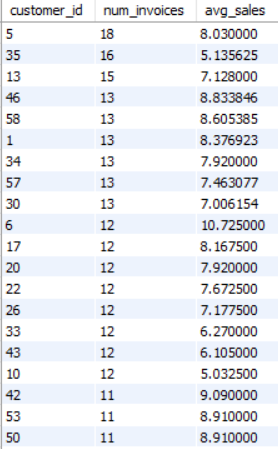 customer_id num_invoices avg_sales
5 18 8.030000
35 16 5.135625
13 15 7.128000
46 13 8.833846
58 13 8.605385
1 13 8.376923
34 13 7.920000
57 13 7.463077
30 13 7.006154
6 12 10.725000
17 12 8.167500
20 12 7.920000
22 12 7.672500
26 12 7.177500
33 12 6.270000
43 12 6.105000
10 12 5.032500
42 11 9.090000
53 11 8.910000
50 11 8.910000